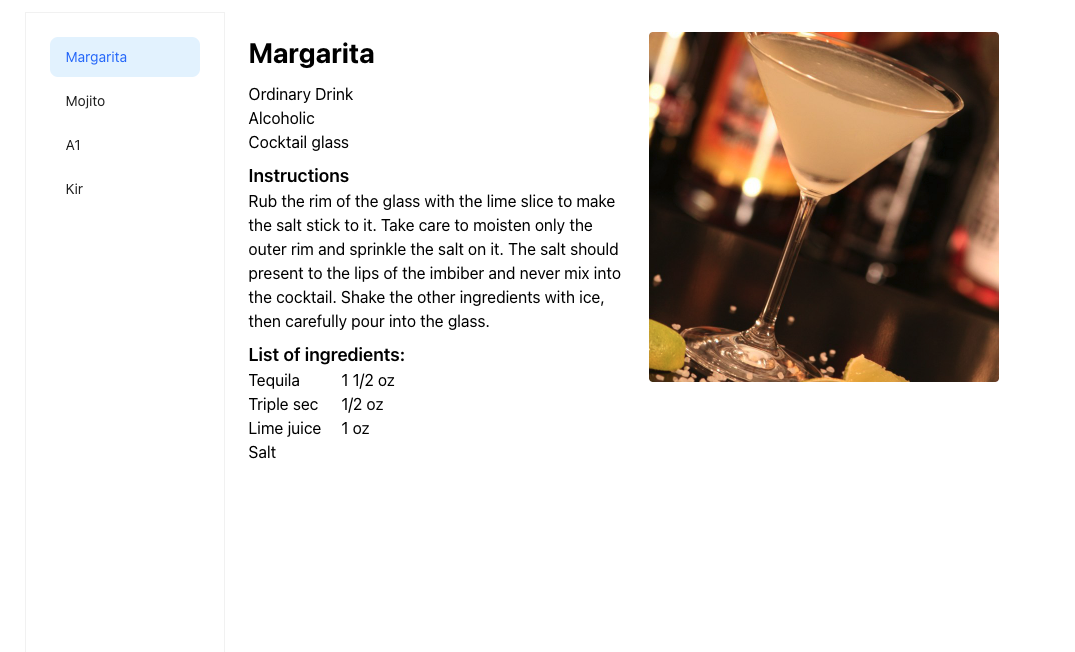 Margarita
Mojito
A1
Kir
Margarita
Ordinary Drink
Alcoholic
Cocktail glass
Instructions
Rub the rim of the glass with the lime slice to make
the salt stick to it. Take care to moisten only the
outer rim and sprinkle the salt on it. The salt should
present to the lips of the imbiber and never mix into
the cocktail. Shake the other ingredients with ice,
then carefully pour into the glass.
List of ingredients:
Tequila 1 1/2 oz
Triple sec 1/2 oz
Lime juice 1 oz
Salt